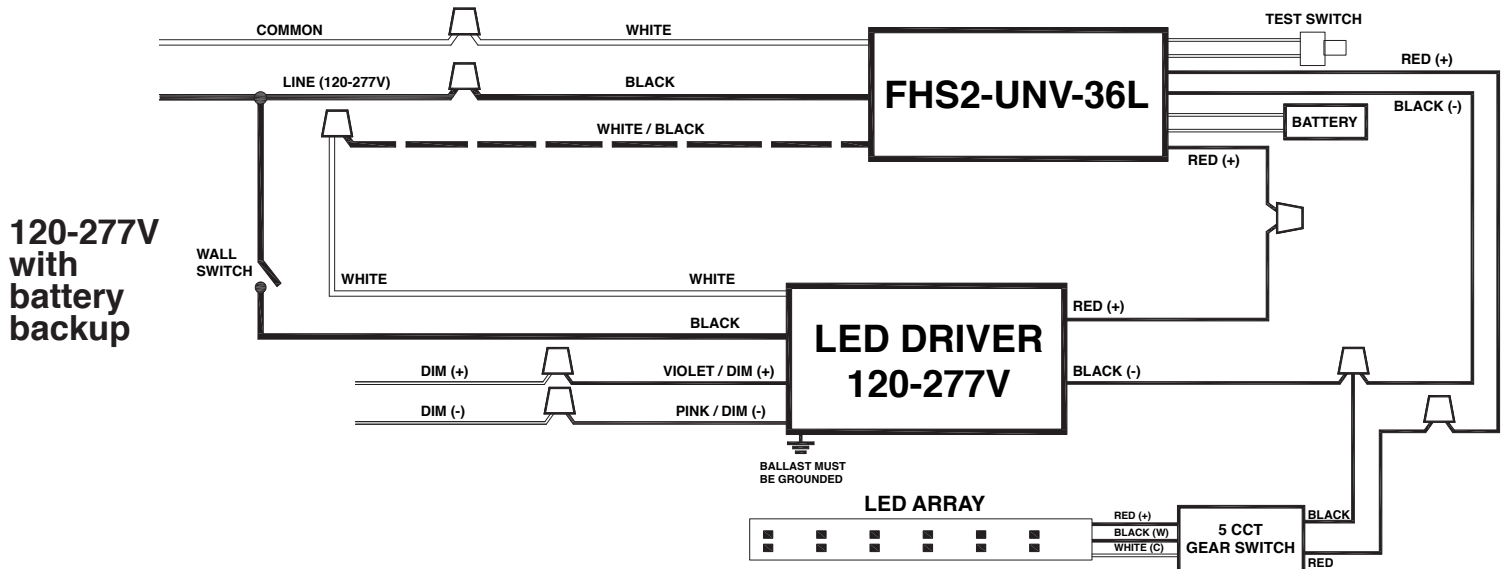 COMMON
WHITE
TEST SWITCH
RED (+)
LINE (120-277V)
BLACK
FHS2-UNV-36L
BLACK (-)
BATTERY
WHITE / BLACK
RED (+)
120-277V
with
battery
backup
WALL
SWITCH
WHITE
WHITE
BLACK
RED (+)
LED DRIVER
120-277V
DIM (+)
VIOLET / DIM (+)
BLACK (-)
DIM (-)
PINK / DIM (-)
BALLAST MUST
BE GROUNDED
LED ARRAY
RED (+)
BLACK (W)
WHITE (C)
5 CCT
GEAR SWITCH
BLACK
RED